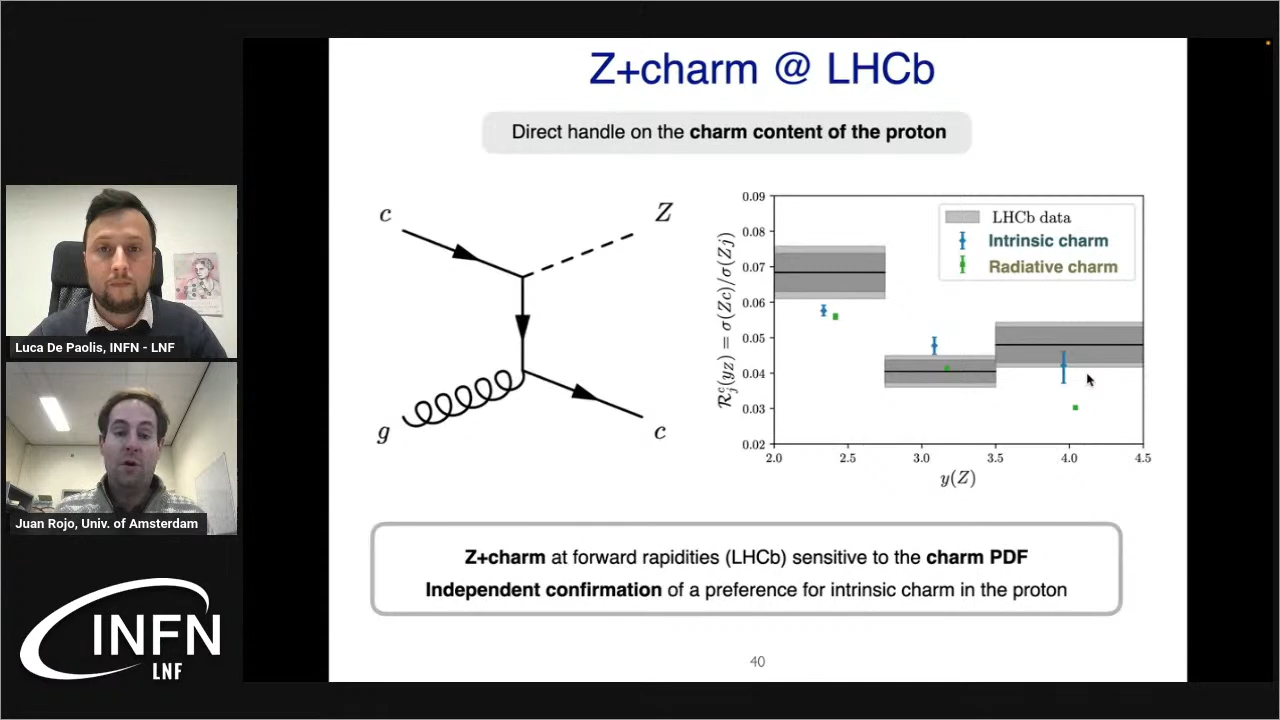 Z+charm @ LHCb
Direct handle on the charm content of the proton
c
Z
g
c
0.09
0.08
0.07
0.06
0.05
0.04
0.03
0.02
2.0
2.5
3.0
3.5
4.0
4.5
y(Z)
R_j^c(y_Z) = σ(Zc)/σ(Zj)
LHCb data
Intrinsic charm
Radiative charm
Z+charm at forward rapidities (LHCb) sensitive to the charm PDF
Independent confirmation of a preference for intrinsic charm in the proton
40
Luca De Paolis, INFN - LNF
Juan Rojo, Univ. of Amsterdam
INFN
LNF